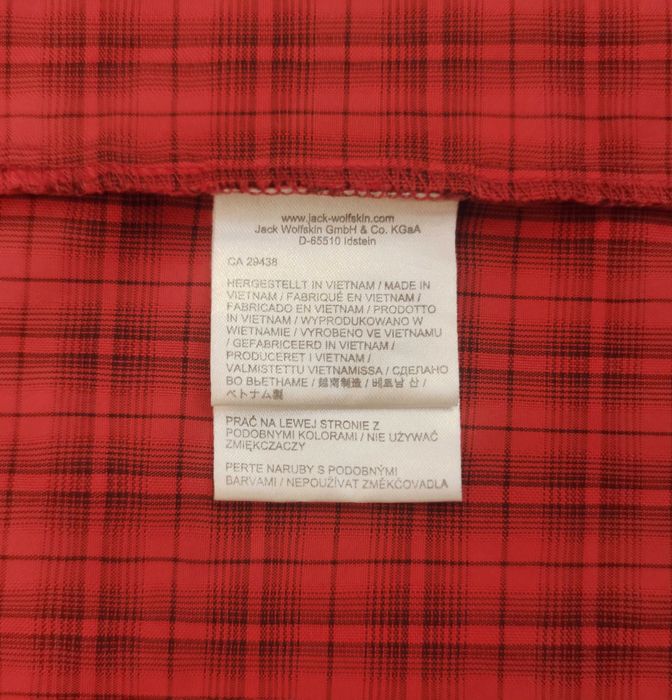 www.jack-wolfskin.com
Jack Wolfskin GmbH & Co. KGaA
D-65510 Idstein
CA 29438
HERGESTELLT IN VIETNAM / MADE IN
VIETNAM / FABRIQUÉ EN VIETNAM /
FABRICADO EN VIETNAM / PRODOTTO
IN VIETNAM / WYPRODUKOWANO W
WIETNAMIE / VYROBENO VE VIETNAMU
/ GEFABRICEERD IN VIETNAM /
PRODUCERET I VIETNAM /
VALMISTETTU VIETNAMISSA / СДЕЛАНО
ВО ВЬЕТНАМЕ / 越南制造 / 베트남 산 /
ベトナム製
PRAĆ NA LEWEJ STRONIE Z
PODOBNYMI KOLORAMI / NIE UŻYWAĆ
ZMIĘKCZACZY
PERTE NARUBY S PODOBNÝMI
BARVAMI / NEPOUŽÍVAT ZMĚKČOVADLA